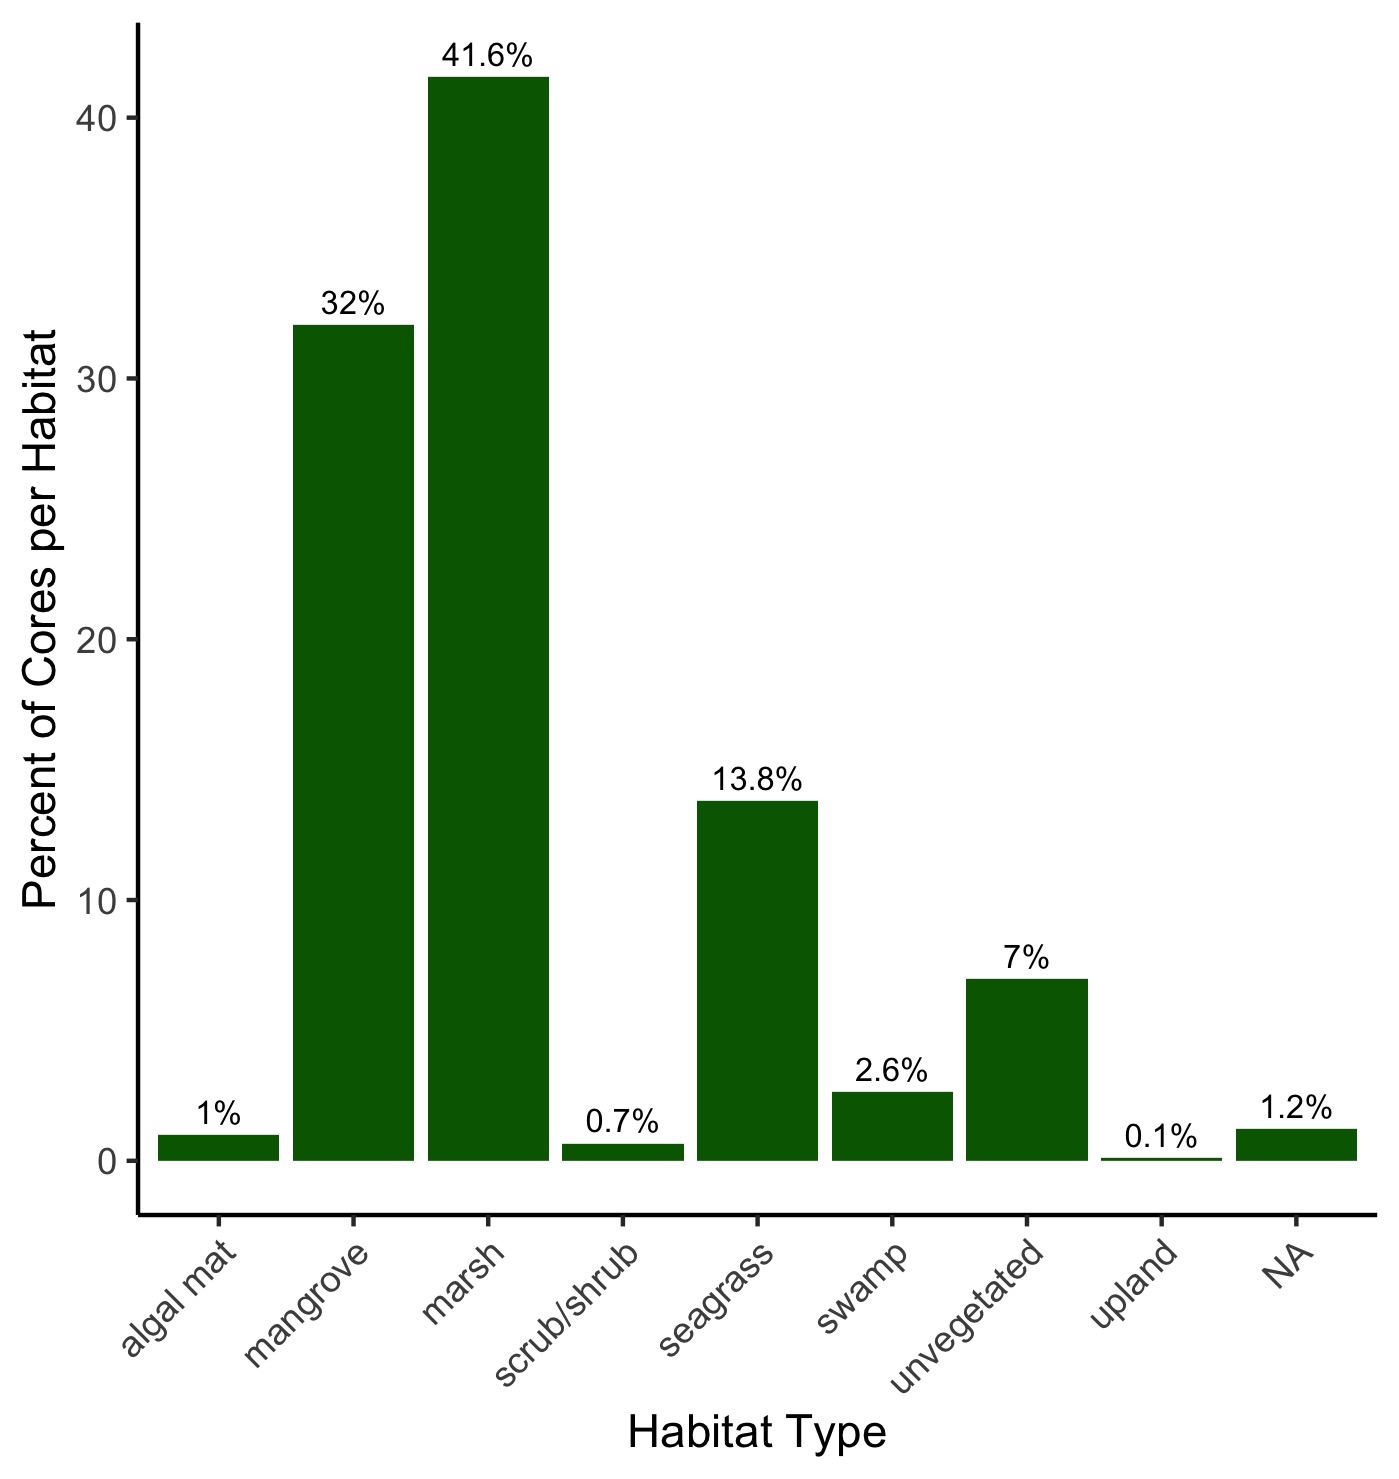 Percent of Cores per Habitat
40
30
20
10
0
1%
32%
41.6%
0.7%
13.8%
2.6%
7%
0.1%
1.2%
algal mat
mangrove
marsh
scrub/shrub
seagrass
swamp
unvegetated
upland
NA
Habitat Type